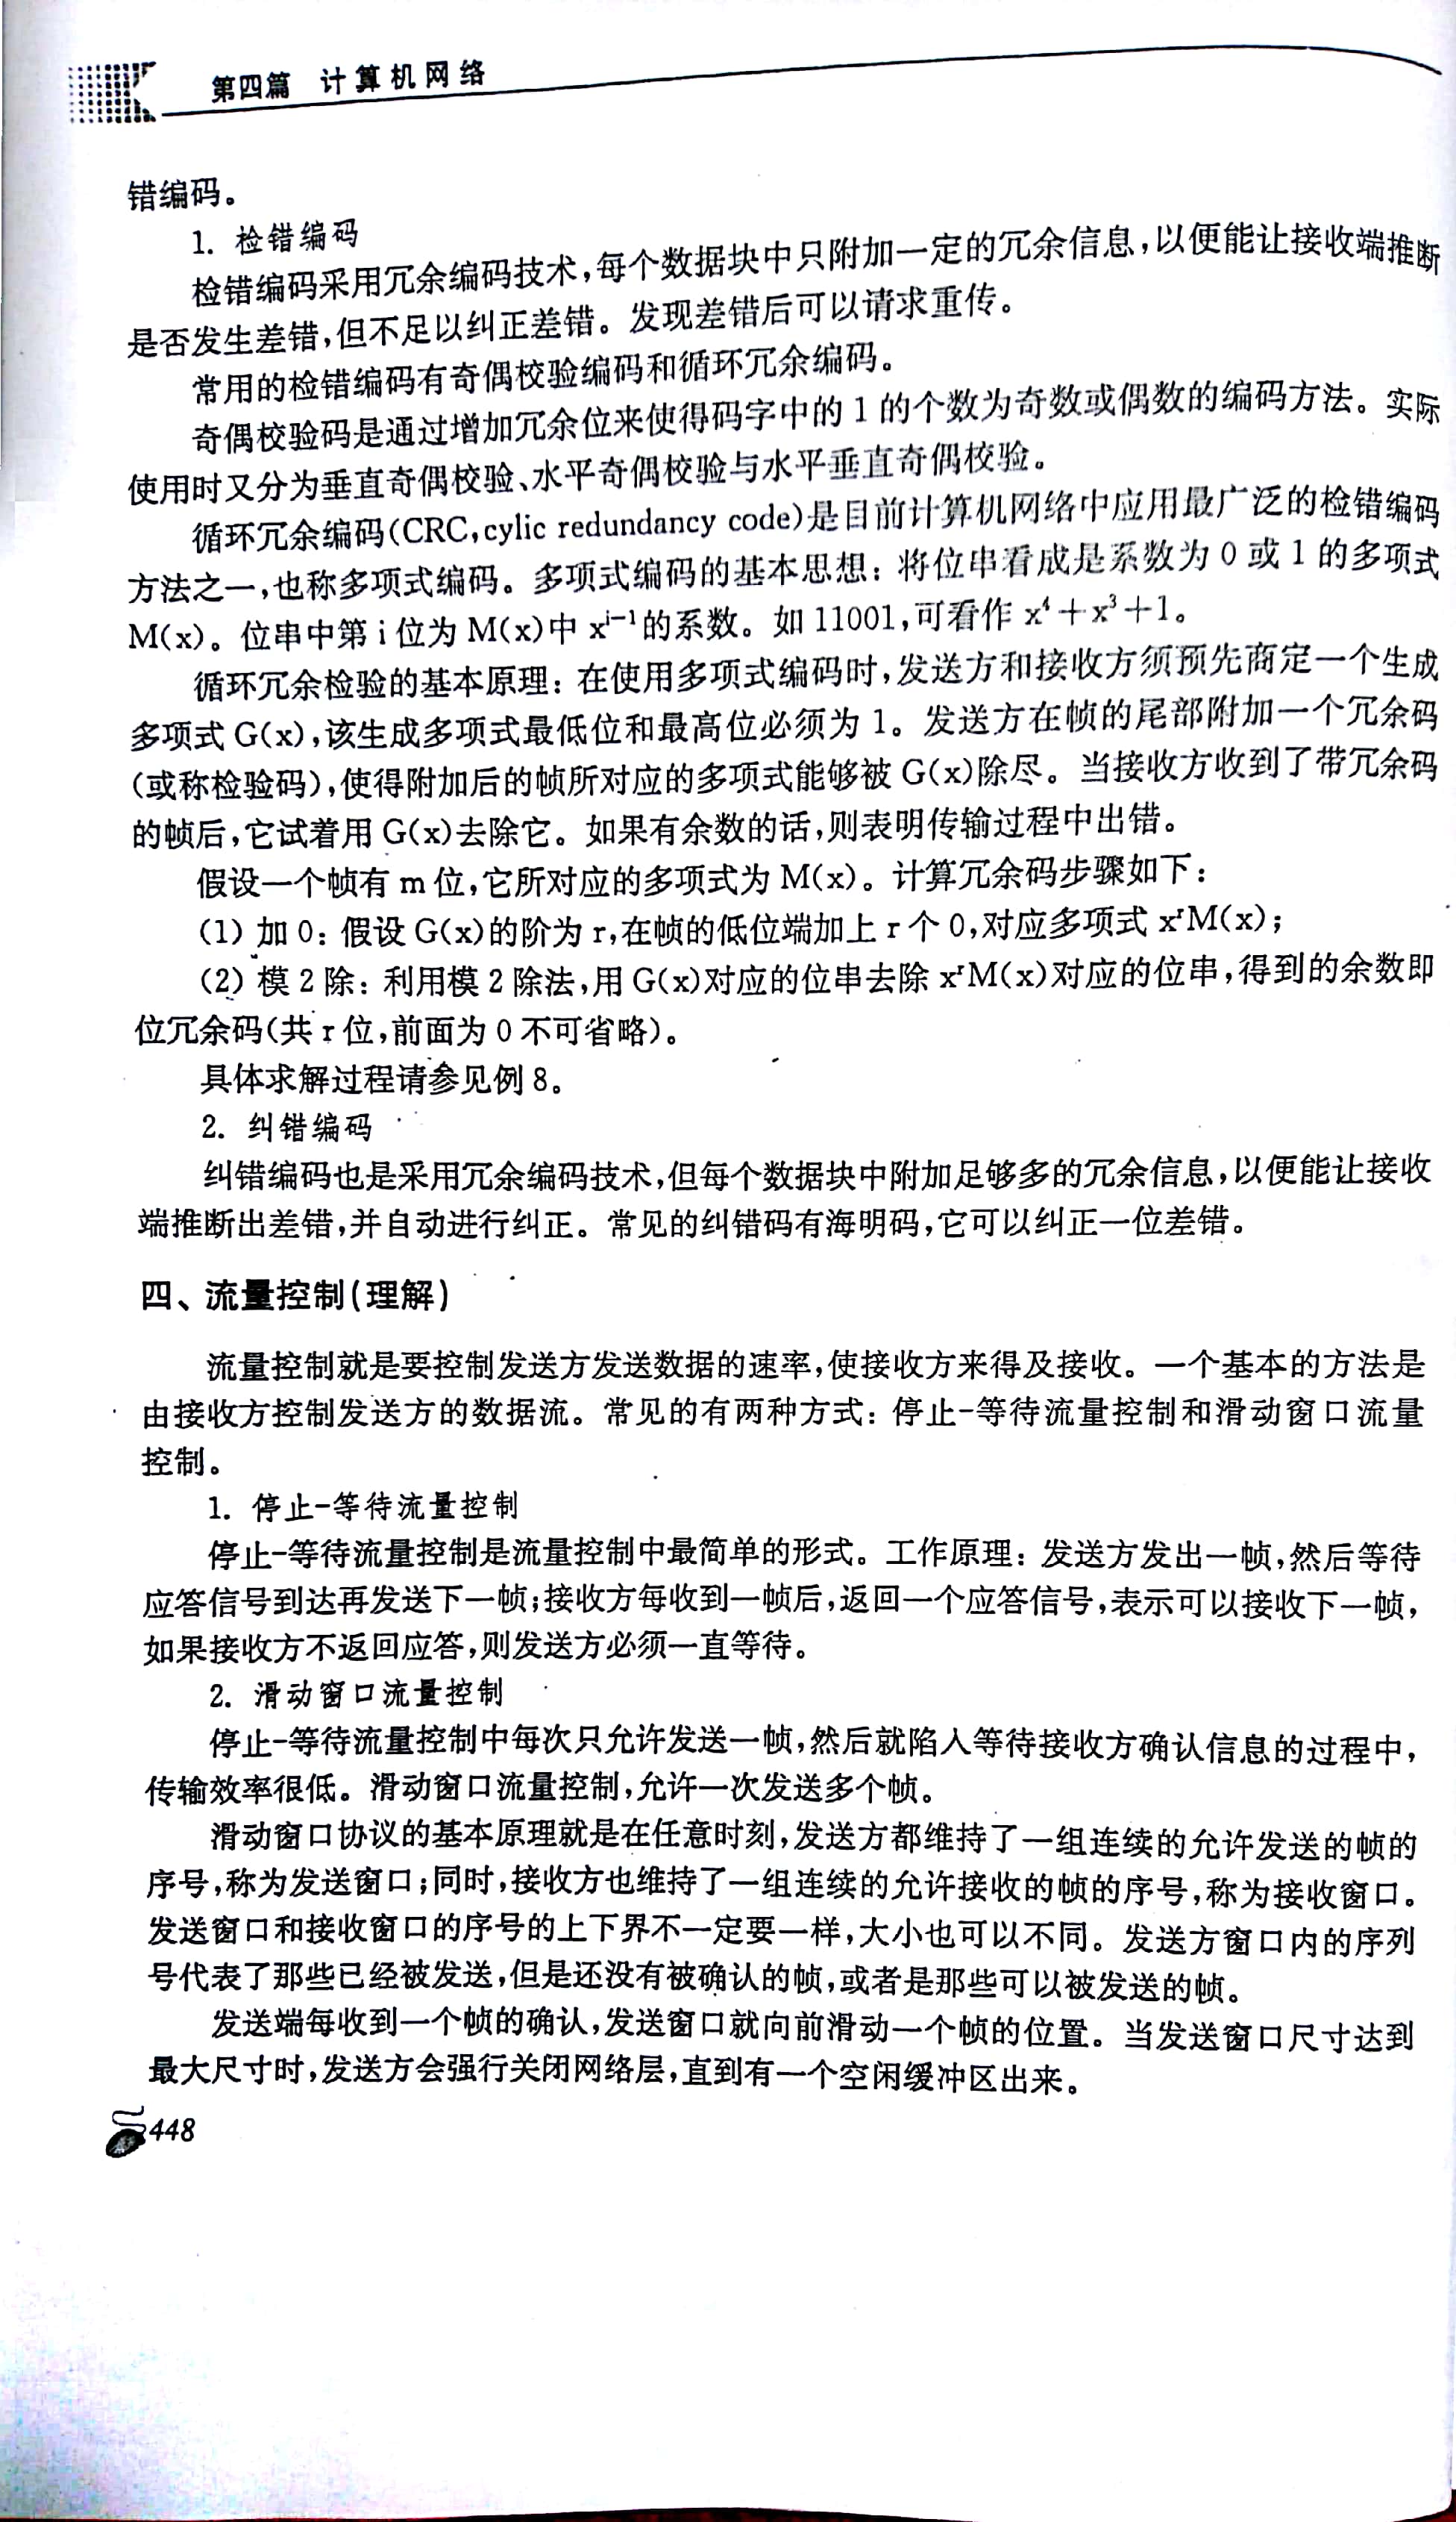 第四篇 计算机网络
错编码。
1. 检错编码
检错编码采用冗余编码技术,每个数据块中只附加一定的冗余信息,以便能让接收端推断
是否发生差错,但不足以纠正差错。发现差错后可以请求重传。
常用的检错编码有奇偶校验编码和循环冗余编码。
奇偶校验码是通过增加冗余位来使得码字中的 1 的个数为奇数或偶数的编码方法。实际
使用时又分为垂直奇偶校验、水平奇偶校验与水平垂直奇偶校验。
循环冗余编码(CRC,cylic redundancy code)是目前计算机网络中应用最广泛的检错编码
方法之一,也称多项式编码。多项式编码的基本思想:将位串看成是系数为 0 或 1 的多项式
M(x)。位串中第 i 位为 M(x)中 xⁱ⁻¹的系数。如 11001,可看作 x⁴+x³+1。
循环冗余检验的基本原理:在使用多项式编码时,发送方和接收方须预先商定一个生成
多项式 G(x),该生成多项式最低位和最高位必须为 1。发送方在帧的尾部附加一个冗余码
(或称检验码),使得附加后的帧所对应的多项式能够被 G(x)除尽。当接收方收到了带冗余码
的帧后,它试着用 G(x)去除它。如果有余数的话,则表明传输过程中出错。
假设一个帧有 m 位,它所对应的多项式为 M(x)。计算冗余码步骤如下:
(1) 加 0:假设 G(x)的阶为 r,在帧的低位端加上 r 个 0,对应多项式 xʳM(x);
(2) 模 2 除:利用模 2 除法,用 G(x)对应的位串去除 xʳM(x)对应的位串,得到的余数即
位冗余码(共 r 位,前面为 0 不可省略)。
具体求解过程请参见例 8。
2. 纠错编码
纠错编码也是采用冗余编码技术,但每个数据块中附加足够多的冗余信息,以便能让接收
端推断出差错,并自动进行纠正。常见的纠错码有海明码,它可以纠正一位差错。
四、流量控制(理解)
流量控制就是要控制发送方发送数据的速率,使接收方来得及接收。一个基本的方法是
由接收方控制发送方的数据流。常见的有两种方式:停止-等待流量控制和滑动窗口流量
控制。
1. 停止-等待流量控制
停止-等待流量控制是流量控制中最简单的形式。工作原理:发送方发出一帧,然后等待
应答信号到达再发送下一帧;接收方每收到一帧后,返回一个应答信号,表示可以接收下一帧,
如果接收方不返回应答,则发送方必须一直等待。
2. 滑动窗口流量控制
停止-等待流量控制中每次只允许发送一帧,然后就陷入等待接收方确认信息的过程中,
传输效率很低。滑动窗口流量控制,允许一次发送多个帧。
滑动窗口协议的基本原理就是在任意时刻,发送方都维持了一组连续的允许发送的帧的
序号,称为发送窗口;同时,接收方也维持了一组连续的允许接收的帧的序号,称为接收窗口。
发送窗口和接收窗口的序号的上下界不一定要一样,大小也可以不同。发送方窗口内的序列
号代表了那些已经被发送,但是还没有被确认的帧,或者是那些可以被发送的帧。
发送端每收到一个帧的确认,发送窗口就向前滑动一个帧的位置。当发送窗口尺寸达到
最大尺寸时,发送方会强行关闭网络层,直到有一个空闲缓冲区出来。
448